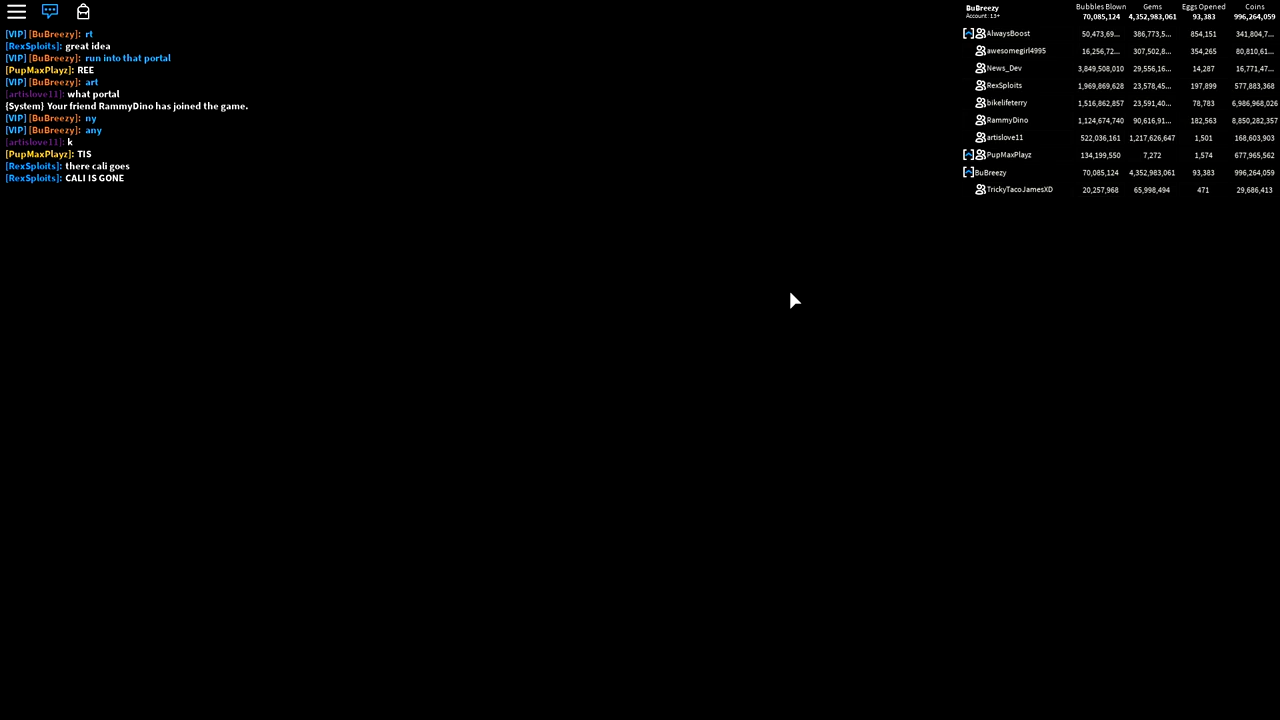 [VIP] [BuBreezy]: rt
[RexSploits]: great idea
[VIP] [BuBreezy]: run into that portal
[PupMaxPlayz]: REE
[VIP] [BuBreezy]: art
[artislove11]: what portal
{System} Your friend RammyDino has joined the game.
[VIP] [BuBreezy]: ny
[VIP] [BuBreezy]: any
[artislove11]: k
[PupMaxPlayz]: TIS
[RexSploits]: there cali goes
[RexSploits]: CALI IS GONE
BuBreezy Bubbles Blown Gems Eggs Opened Coins
Account: 13+ 70,085,124 4,352,983,061 93,383 996,264,059
AlwaysBoost 50,473,69... 386,773,5... 854,151 341,804,7...
awesomegirl4995 16,256,72... 307,502,8... 354,265 80,810,61...
News_Dev 3,849,508,010 29,556,16... 14,287 16,771,47...
RexSploits 1,969,869,628 23,578,45... 197,899 577,883,368
bikelifeterry 1,516,862,857 23,591,40... 78,783 6,986,968,026
RammyDino 1,124,674,740 90,616,91... 182,563 8,850,282,357
artislove11 522,036,161 1,217,626,647 1,501 168,603,903
PupMaxPlayz 134,199,550 7,272 1,574 677,965,562
BuBreezy 70,085,124 4,352,983,061 93,383 996,264,059
TrickyTacoJamesXD 20,257,968 65,998,494 471 29,686,413